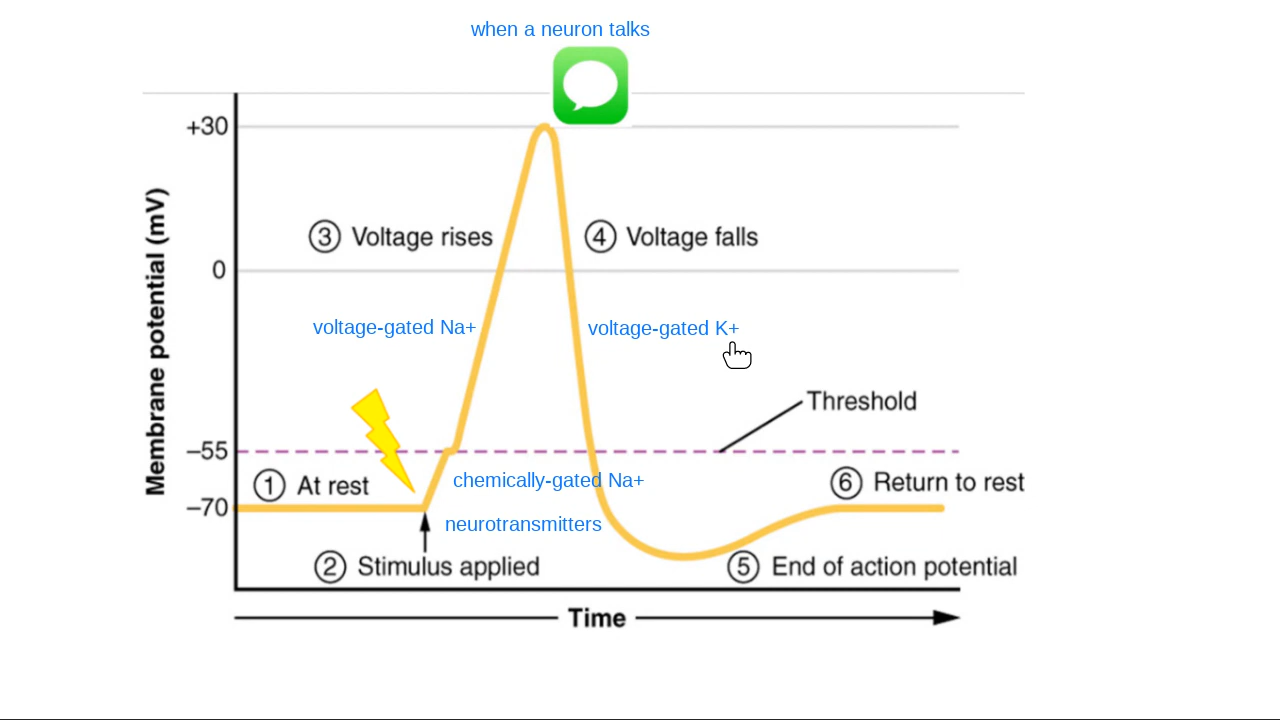 when a neuron talks
+30
③ Voltage rises
④ Voltage falls
0
voltage-gated Na+
voltage-gated K+
Membrane potential (mV)
Threshold
–55
① At rest
chemically-gated Na+
⑥ Return to rest
–70
neurotransmitters
② Stimulus applied
⑤ End of action potential
Time